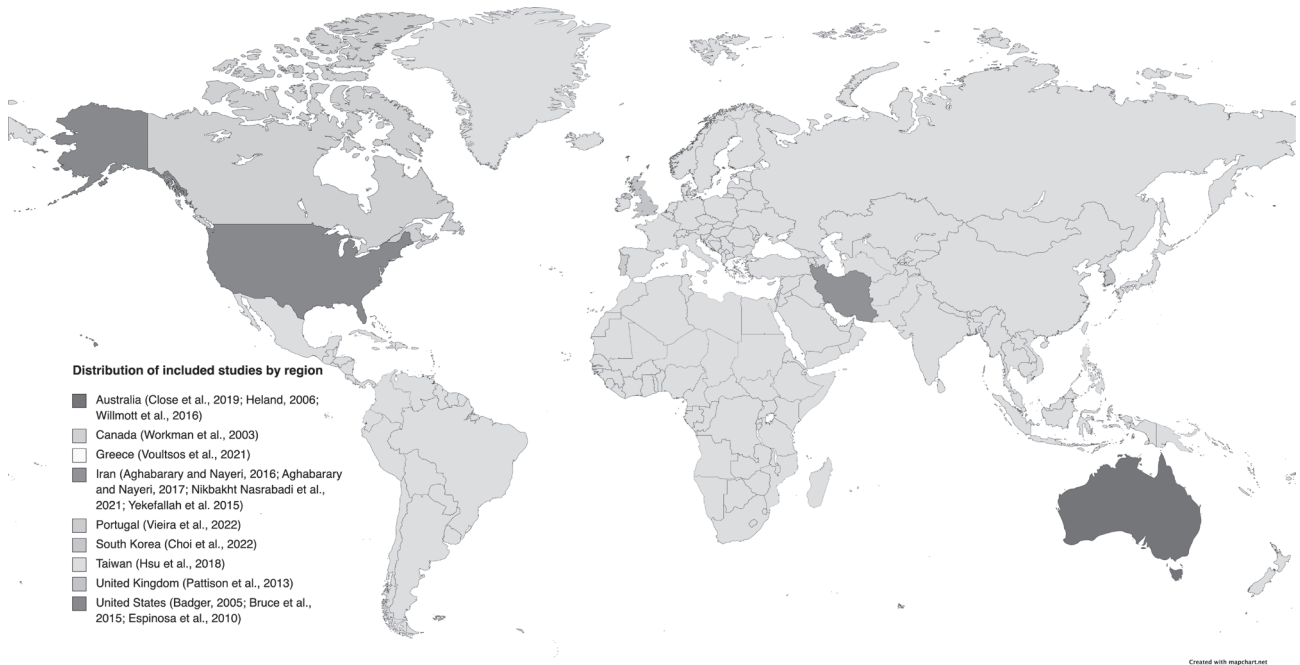 Distribution of included studies by region
Australia (Close et al., 2019; Heland, 2006;
Willmott et al., 2016)
Canada (Workman et al., 2003)
Greece (Voultsos et al., 2021)
Iran (Aghabarary and Nayeri, 2016; Aghabarary
and Nayeri, 2017; Nikbakht Nasrabadi et al.,
2021; Yekefallah et al. 2015)
Portugal (Vieira et al., 2022)
South Korea (Choi et al., 2022)
Taiwan (Hsu et al., 2018)
United Kingdom (Pattison et al., 2013)
United States (Badger, 2005; Bruce et al.,
2015; Espinosa et al., 2010)
Created with mapchart.net